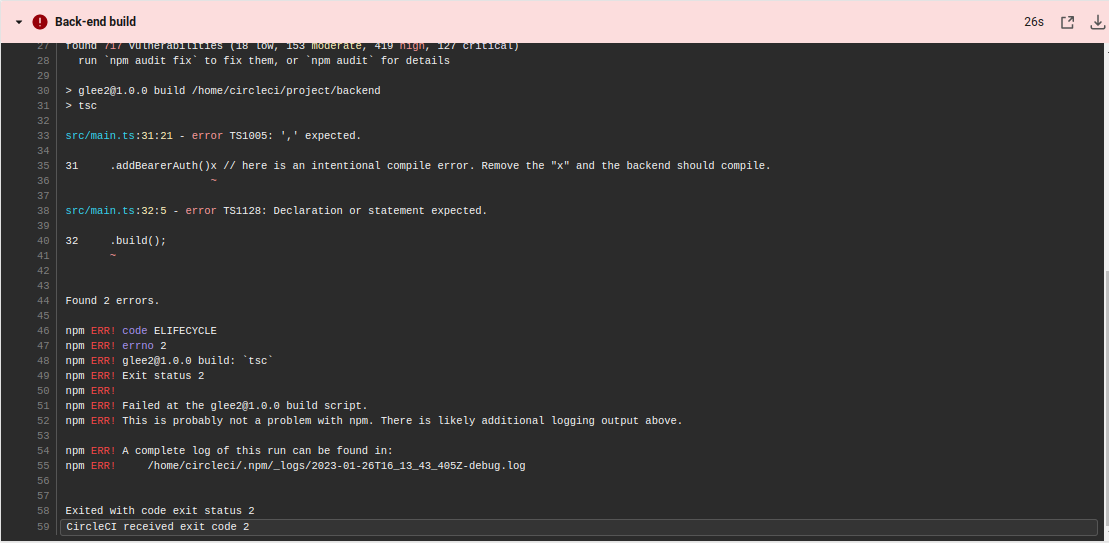 Back-end build 26s
27 found 717 vulnerabilities (18 low, 153 moderate, 419 high, 127 critical)
28 run `npm audit fix` to fix them, or `npm audit` for details
29
30 > glee2@1.0.0 build /home/circleci/project/backend
31 > tsc
32
33 src/main.ts:31:21 - error TS1005: ',' expected.
34
35 31 .addBearerAuth()x // here is an intentional compile error. Remove the "x" and the backend should compile.
36 ~
37
38 src/main.ts:32:5 - error TS1128: Declaration or statement expected.
39
40 32 .build();
41 ~
42
43
44 Found 2 errors.
45
46 npm ERR! code ELIFECYCLE
47 npm ERR! errno 2
48 npm ERR! glee2@1.0.0 build: `tsc`
49 npm ERR! Exit status 2
50 npm ERR!
51 npm ERR! Failed at the glee2@1.0.0 build script.
52 npm ERR! This is probably not a problem with npm. There is likely additional logging output above.
53
54 npm ERR! A complete log of this run can be found in:
55 npm ERR! /home/circleci/.npm/_logs/2023-01-26T16_13_43_405Z-debug.log
56
57
58 Exited with code exit status 2
59 CircleCI received exit code 2